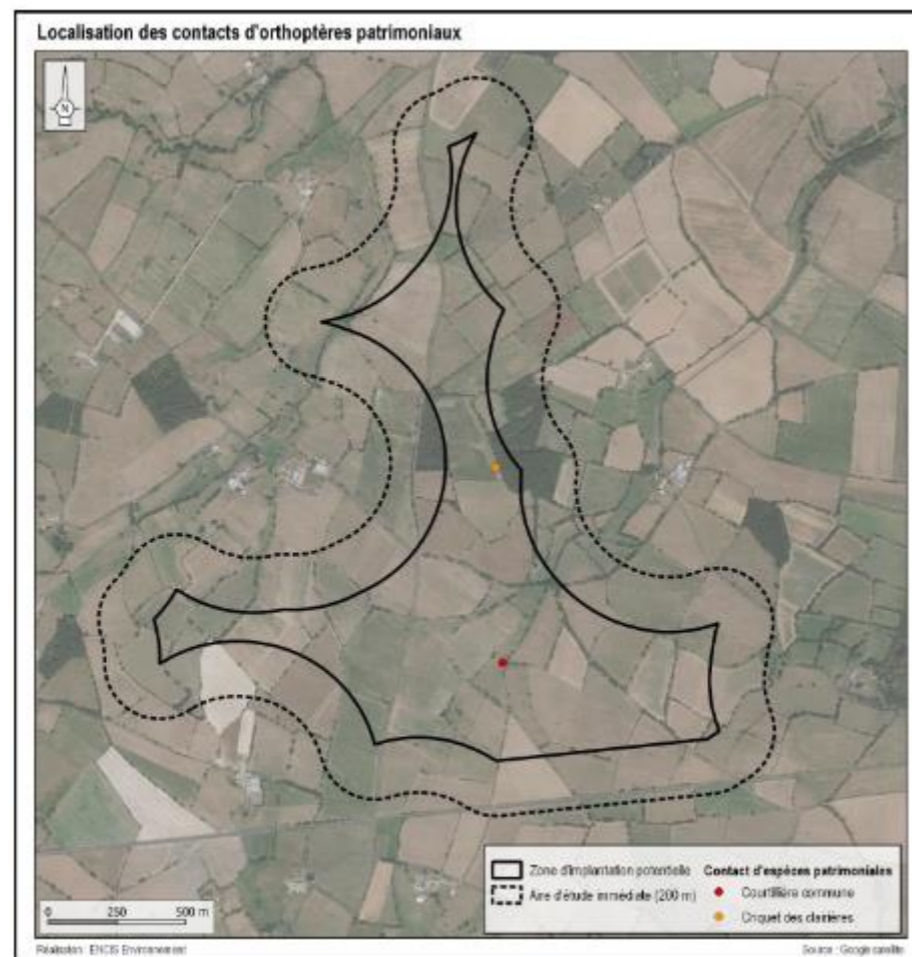 Localisation des contacts d'orthoptères patrimoniaux
N
Zone d'implantation potentielle
Aire d'étude immédiate (200 m)
Contact d'espèces patrimoniales
Courtilière commune
Criquet des clairières
0 250 500 m
Réalisation : ENCIS Environnement
Source : Google satellite